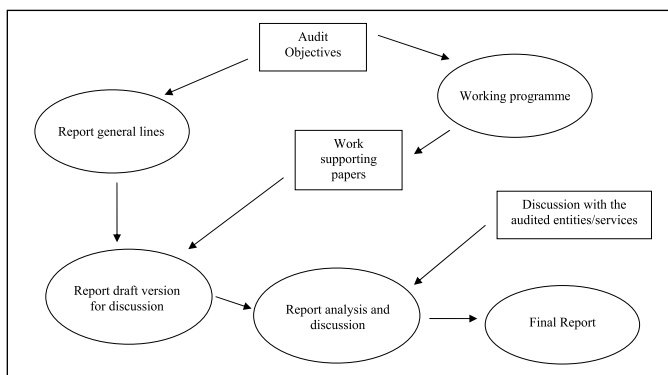 Audit
Objectives
Working programme
Report general lines
Work
supporting
papers
Discussion with the
audited entities/services
Report draft version
for discussion
Report analysis and
discussion
Final Report